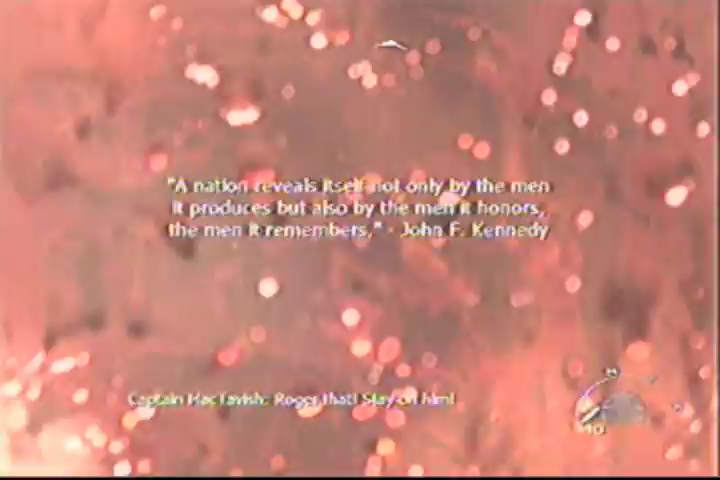 "A nation reveals itself not only by the men
it produces but also by the men it honors,
the men it remembers." - John F. Kennedy
Captain MacTavish: Roger that! Stay on him!